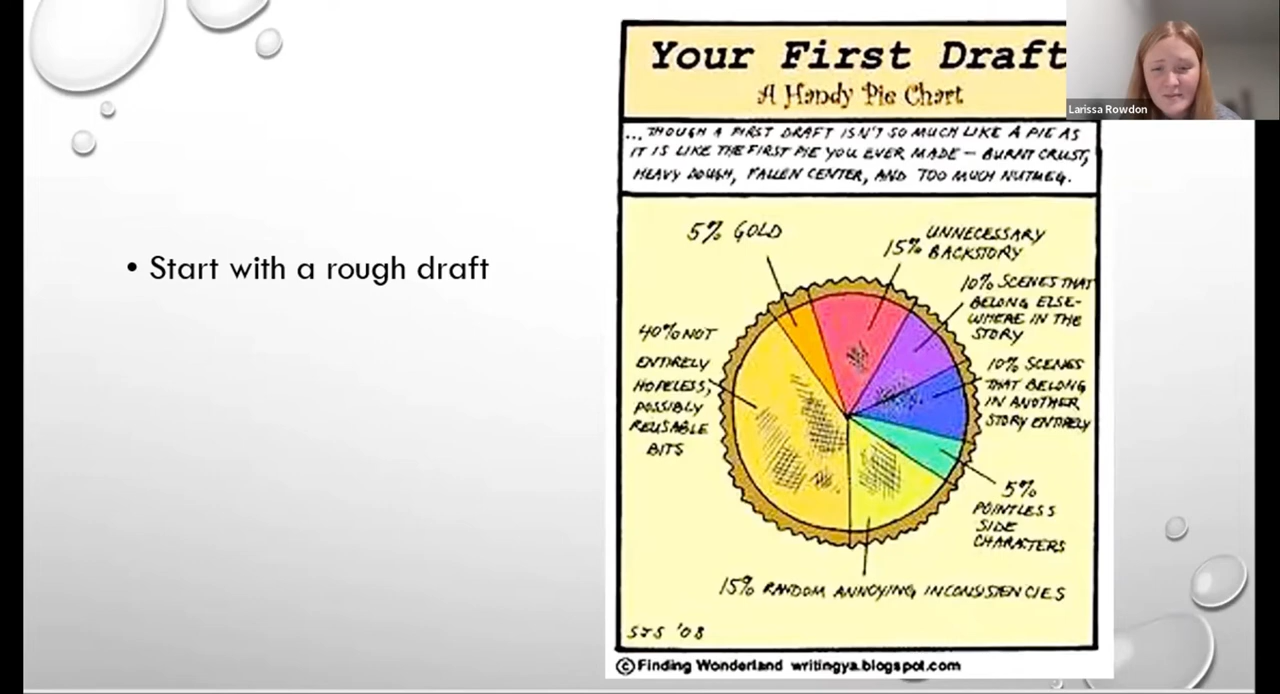 • Start with a rough draft
Your First Draft
A Handy Pie Chart
Larissa Rowdon
...THOUGH A FIRST DRAFT ISN'T SO MUCH LIKE A PIE AS
IT IS LIKE THE FIRST PIE YOU EVER MADE — BURNT CRUST,
HEAVY DOUGH, FALLEN CENTER, AND TOO MUCH NUTMEG.
5% GOLD
15% UNNECESSARY
BACKSTORY
10% SCENES THAT
BELONG ELSE-
WHERE IN THE
STORY
40% NOT
ENTIRELY
HOPELESS,
POSSIBLY
REUSABLE
BITS
10% SCENES
THAT BELONG
IN ANOTHER
STORY ENTIRELY
5%
POINTLESS
SIDE
CHARACTERS
15% RANDOM ANNOYING INCONSISTENCIES
SJS '08
© Finding Wonderland writingya.blogspot.com